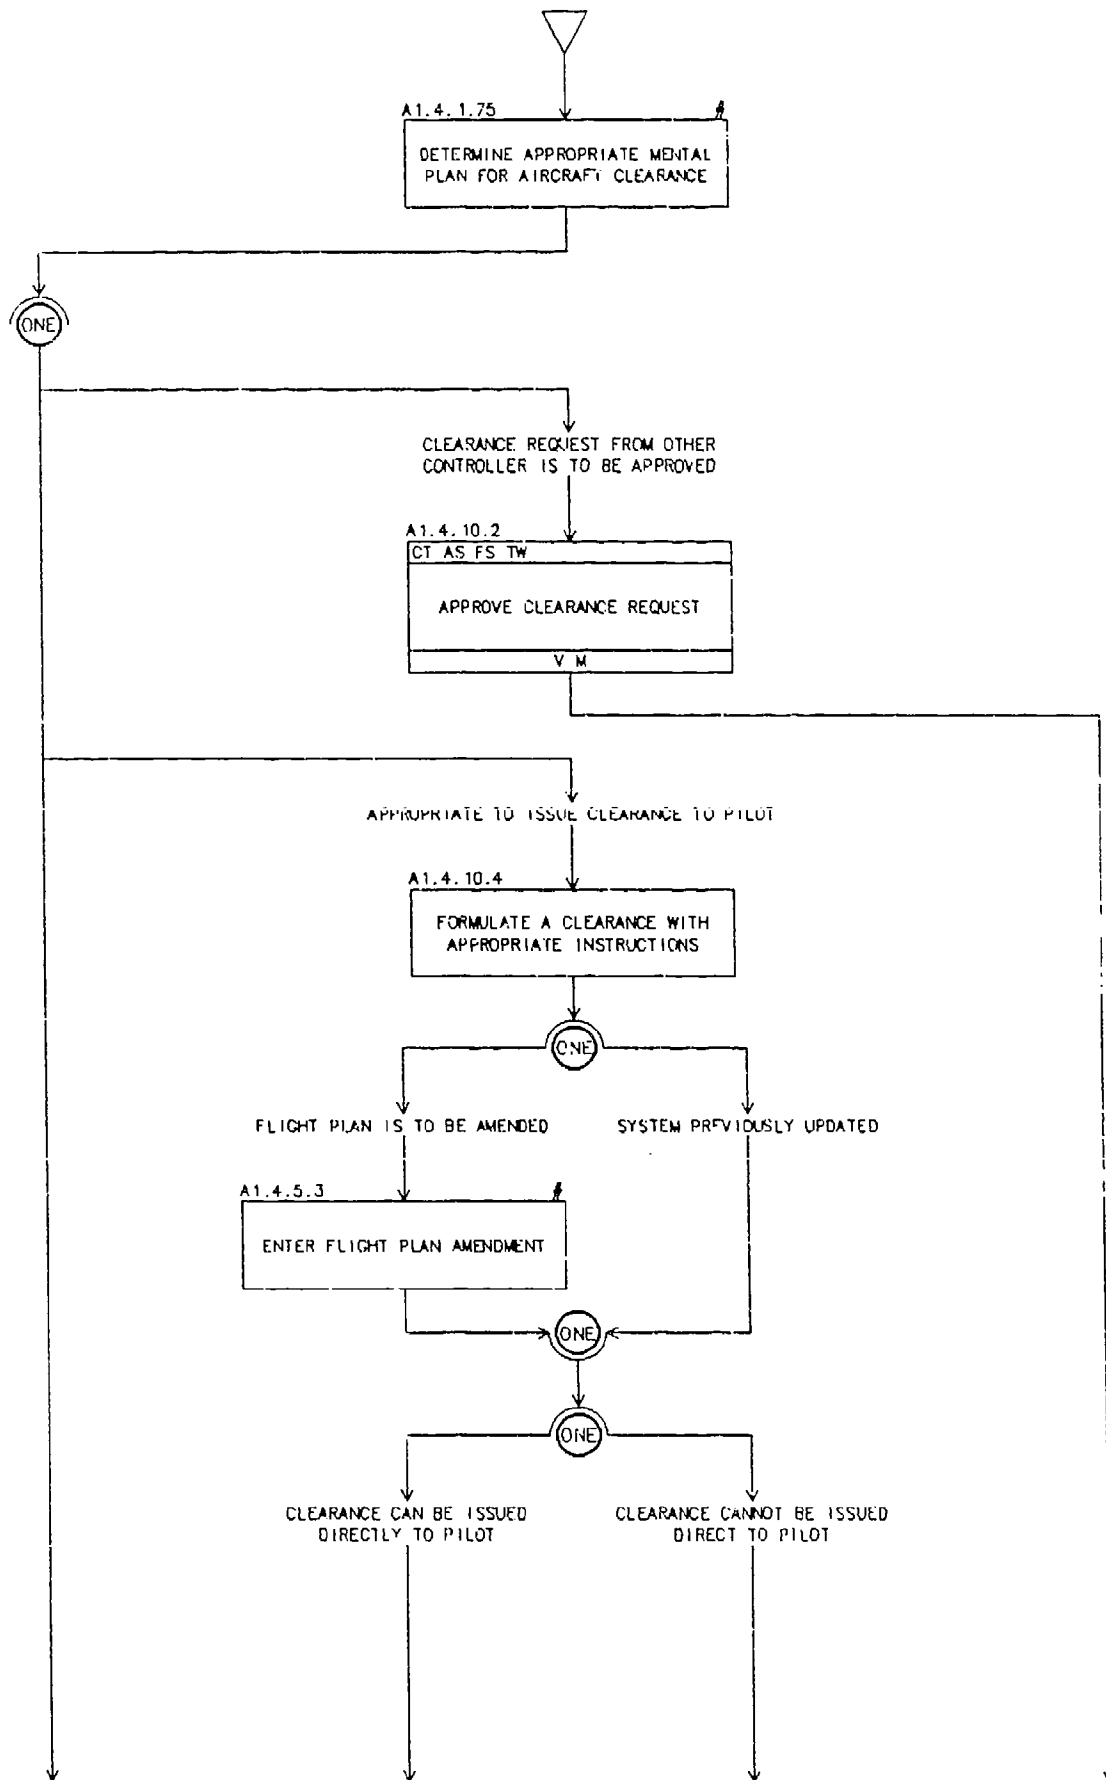 A1.4.1.75
DETERMINE APPROPRIATE MENTAL
PLAN FOR AIRCRAFT CLEARANCE
ONE
CLEARANCE REQUEST FROM OTHER
CONTROLLER IS TO BE APPROVED
A1.4.10.2
CT AS FS TW
APPROVE CLEARANCE REQUEST
V M
APPROPRIATE TO ISSUE CLEARANCE TO PILOT
A1.4.10.4
FORMULATE A CLEARANCE WITH
APPROPRIATE INSTRUCTIONS
ONE
FLIGHT PLAN IS TO BE AMENDED
SYSTEM PREVIOUSLY UPDATED
A1.4.5.3
ENTER FLIGHT PLAN AMENDMENT
ONE
ONE
CLEARANCE CAN BE ISSUED
DIRECTLY TO PILOT
CLEARANCE CANNOT BE ISSUED
DIRECT TO PILOT